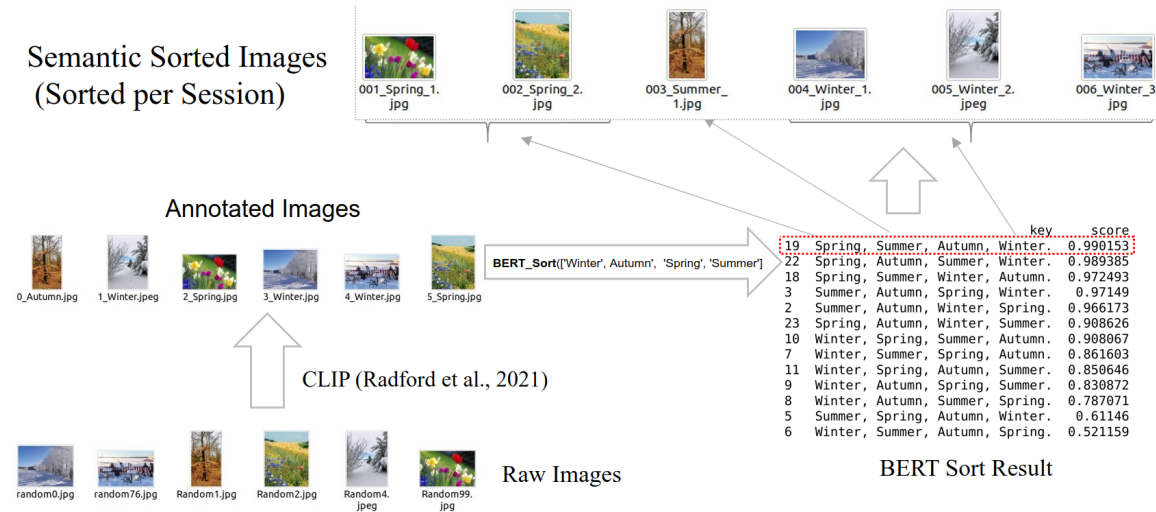 Semantic Sorted Images
(Sorted per Session)
001_Spring_1.
jpg
002_Spring_2.
jpg
003_Summer_
1.jpg
004_Winter_1.
jpg
005_Winter_2.
jpeg
006_Winter_3
jpg
Annotated Images
0_Autumn.jpg
1_Winter.jpeg
2_Spring.jpg
3_Winter.jpg
4_Winter.jpg
5_Spring.jpg
BERT_Sort(['Winter', Autumn', 'Spring', 'Summer']
key score
19 Spring, Summer, Autumn, Winter. 0.990153
22 Spring, Autumn, Summer, Winter. 0.989385
18 Spring, Summer, Winter, Autumn. 0.972493
3 Summer, Autumn, Spring, Winter. 0.97149
2 Summer, Autumn, Winter, Spring. 0.966173
23 Spring, Autumn, Winter, Summer. 0.908626
10 Winter, Spring, Summer, Autumn. 0.908067
7 Winter, Summer, Spring, Autumn. 0.861603
11 Winter, Spring, Autumn, Summer. 0.850646
9 Winter, Autumn, Spring, Summer. 0.830872
8 Winter, Autumn, Summer, Spring. 0.787071
5 Summer, Spring, Autumn, Winter. 0.61146
6 Winter, Summer, Autumn, Spring. 0.521159
BERT Sort Result
CLIP (Radford et al., 2021)
random0.jpg
random76.jpg
Random1.jpg
Random2.jpg
Random4.
jpeg
Random99.
jpg
Raw Images